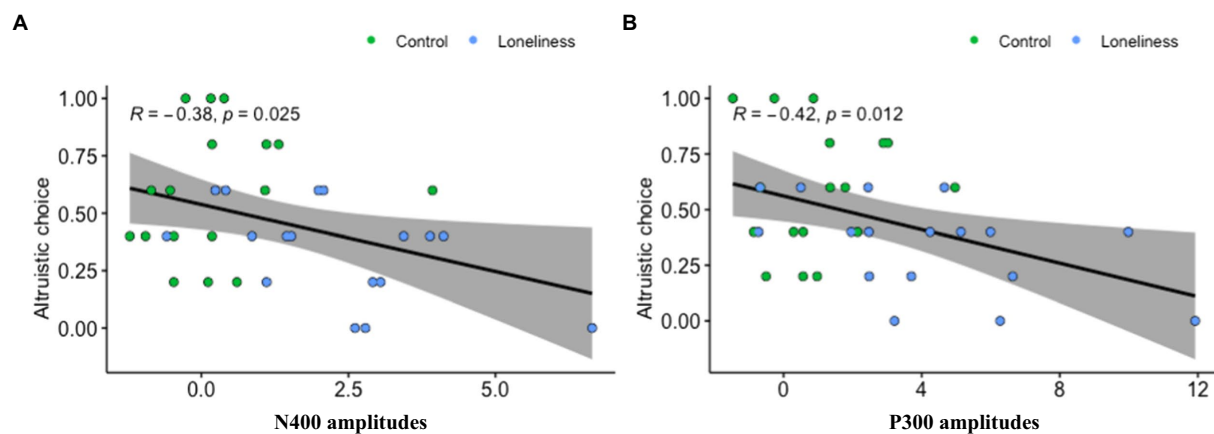 A
Control Loneliness
R = −0.38, p = 0.025
Altruistic choice
1.00
0.75
0.50
0.25
0.00
0.0 2.5 5.0
N400 amplitudes
B
Control Loneliness
R = −0.42, p = 0.012
Altruistic choice
1.00
0.75
0.50
0.25
0.00
0 4 8 12
P300 amplitudes